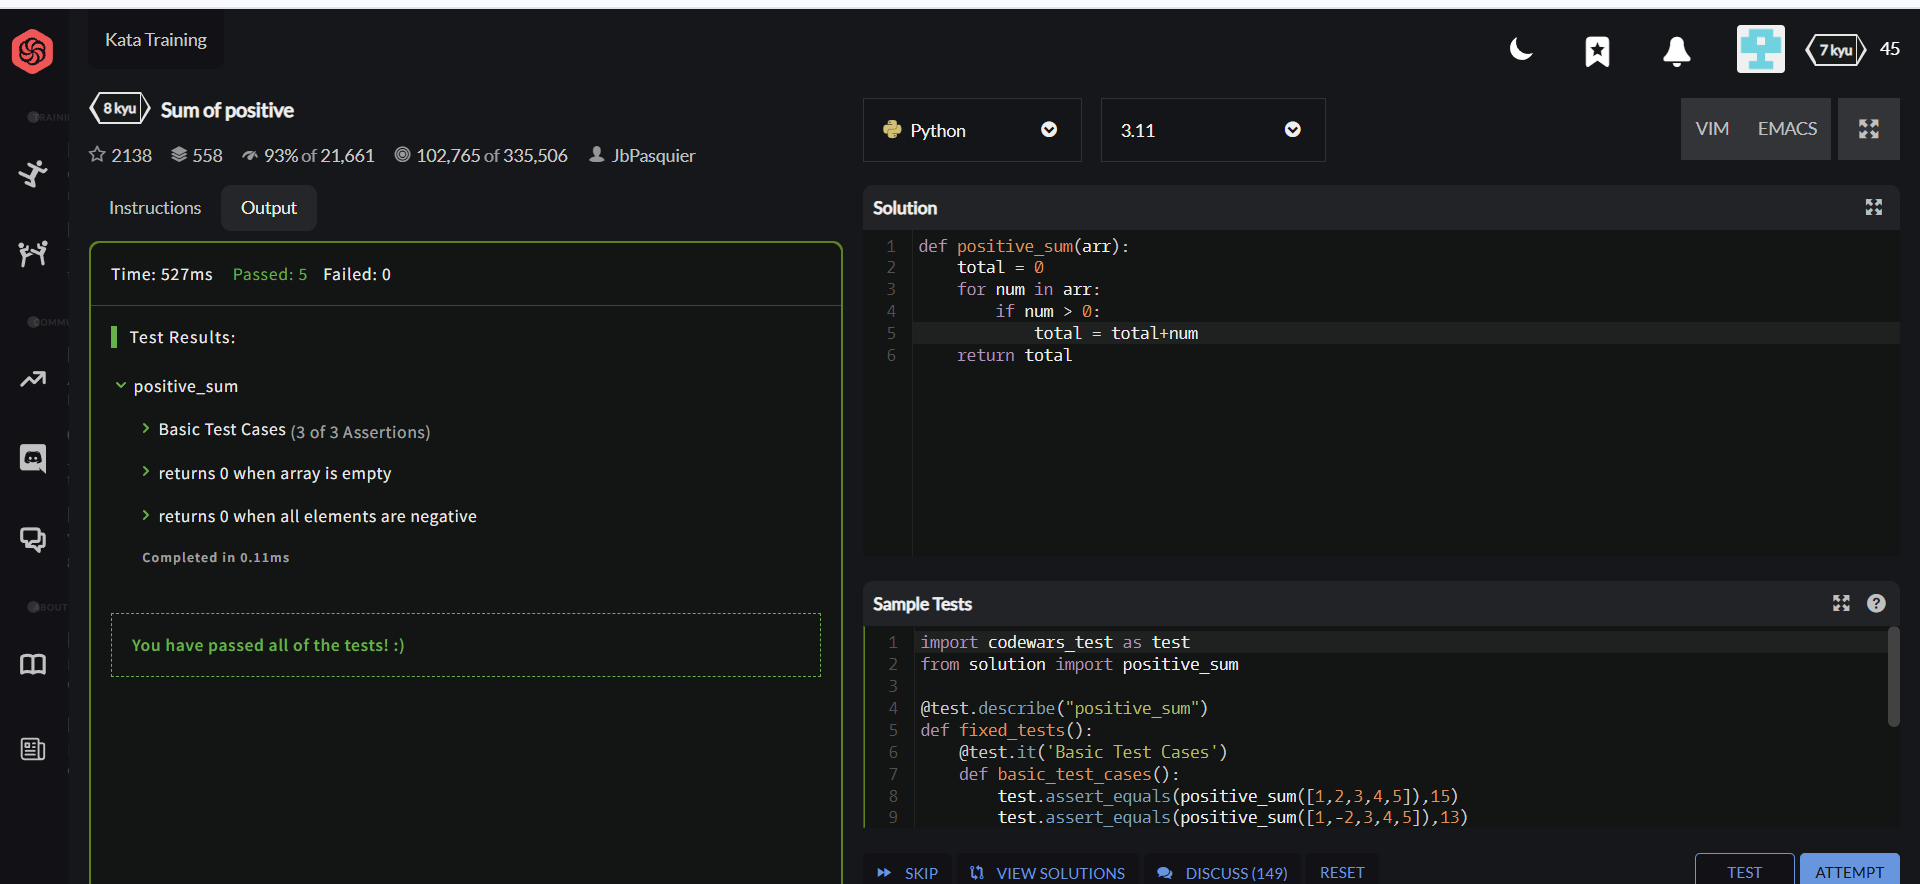 Kata Training
7 kyu 45
8 kyu Sum of positive
2138 558 93% of 21,661 102,765 of 335,506 JbPasquier
Python 3.11 VIM EMACS
Instructions Output
Time: 527ms Passed: 5 Failed: 0
Test Results:
positive_sum
Basic Test Cases (3 of 3 Assertions)
returns 0 when array is empty
returns 0 when all elements are negative
Completed in 0.11ms
You have passed all of the tests! :)
Solution
1 def positive_sum(arr):
2     total = 0
3     for num in arr:
4         if num > 0:
5             total = total+num
6     return total
Sample Tests
1 import codewars_test as test
2 from solution import positive_sum
3
4 @test.describe("positive_sum")
5 def fixed_tests():
6     @test.it('Basic Test Cases')
7     def basic_test_cases():
8         test.assert_equals(positive_sum([1,2,3,4,5]),15)
9         test.assert_equals(positive_sum([1,-2,3,4,5]),13)
SKIP VIEW SOLUTIONS DISCUSS (149) RESET TEST ATTEMPT
TRAINI
COMMU
ABOUT